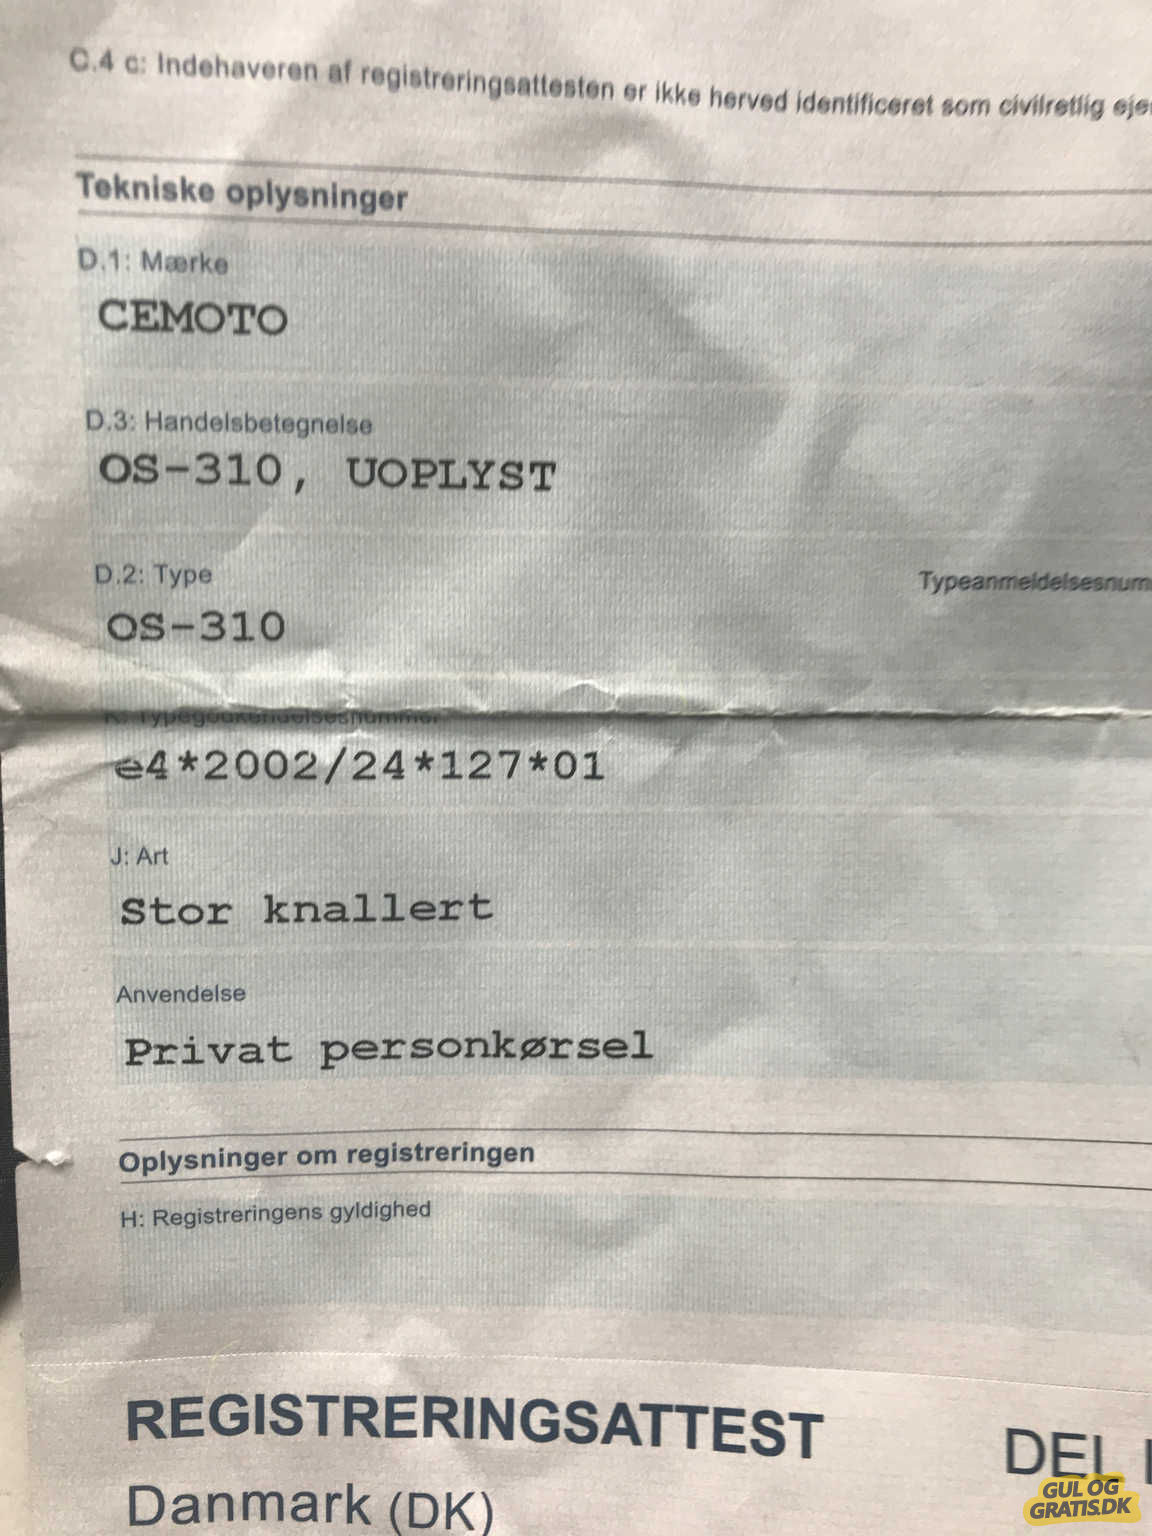 C.4 c: Indehaveren af registreringsattesten er ikke herved identificeret som civilretlig eje
Tekniske oplysninger
D.1: Mærke
CEMOTO
D.3: Handelsbetegnelse
OS-310, UOPLYST
D.2: Type
Typeanmeldelsesnum
OS-310
K: Typegodkendelsesnummer
e4*2002/24*127*01
J: Art
Stor knallert
Anvendelse
Privat personkørsel
Oplysninger om registreringen
H: Registreringens gyldighed
REGISTRERINGSATTEST
DEL
Danmark (DK)
GUL OG
GRATIS.DK